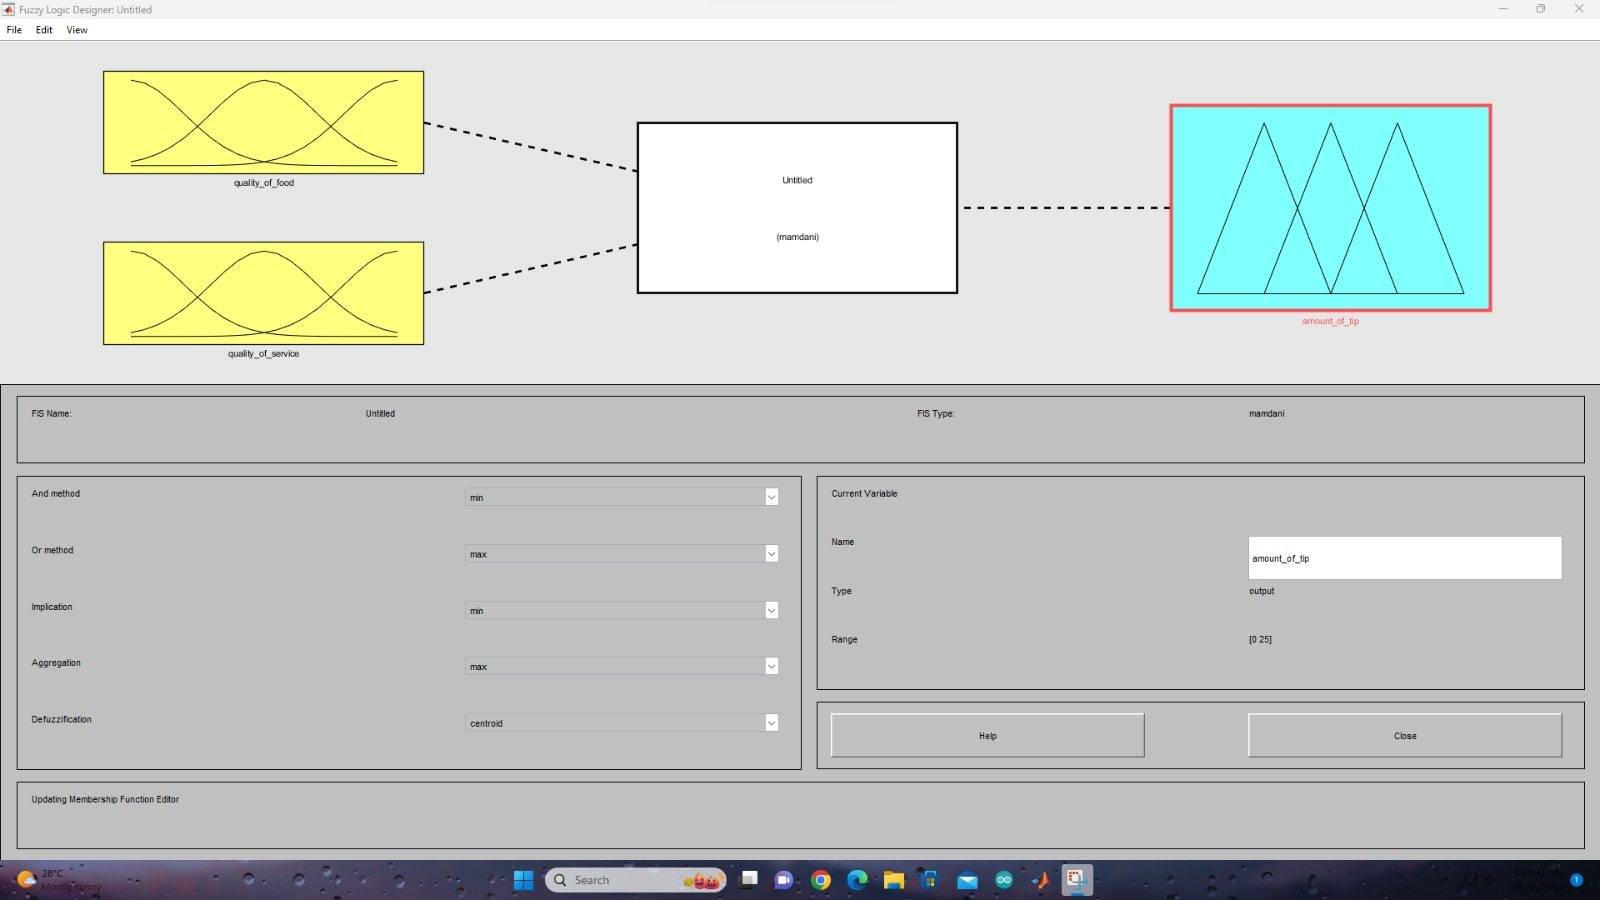 Fuzzy Logic Designer: Untitled
File Edit View
quality_of_food
quality_of_service
Untitled
(mamdani)
amount_of_tip
FIS Name: Untitled FIS Type: mamdani
And method min
Or method max
Implication min
Aggregation max
Defuzzification centroid
Current Variable
Name amount_of_tip
Type output
Range [0 25]
Help Close
Updating Membership Function Editor
28°C
Mostly sunny
Search
1